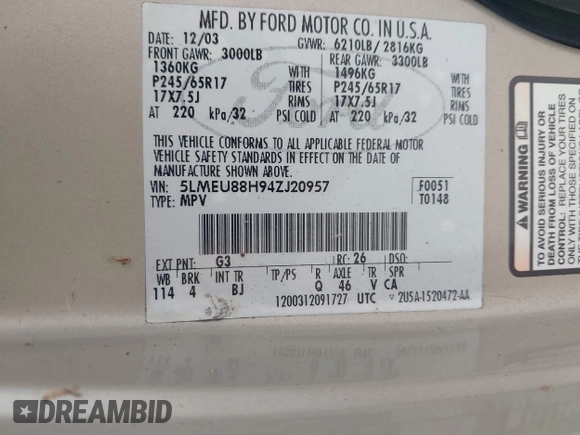 MFD. BY FORD MOTOR CO. IN U.S.A.
DATE: 12/03 GVWR: 6210LB/ 2816KG
FRONT GAWR: 3000LB REAR GAWR: 3300LB
1360KG WITH 1496KG WITH
P245/65R17 TIRES P245/65R17 TIRES
17X7.5J RIMS 17X7.5J RIMS
AT 220 kPa/32 PSI COLD AT 220 kPa/32 PSI COLD
Ford
THIS VEHICLE CONFORMS TO ALL APPLICABLE FEDERAL MOTOR
VEHICLE SAFETY STANDARDS IN EFFECT ON THE DATE OF
MANUFACTURE SHOWN ABOVE.
VIN: 5LMEU88H94ZJ20957 F0051
TYPE: MPV T0148
EXT PNT: G3 RC: 26 DSO:
WB BRK INT TR TP/PS R AXLE TR SPR
114 4 BJ Q 46 V CA
1200312091727 UTC 2U5A-1520472-AA
TO AVOID SERIOUS INJURY OR
DEATH FROM LOSS OF VEHICLE
CONTROL: REPLACE YOUR TIRES
DREAMBID